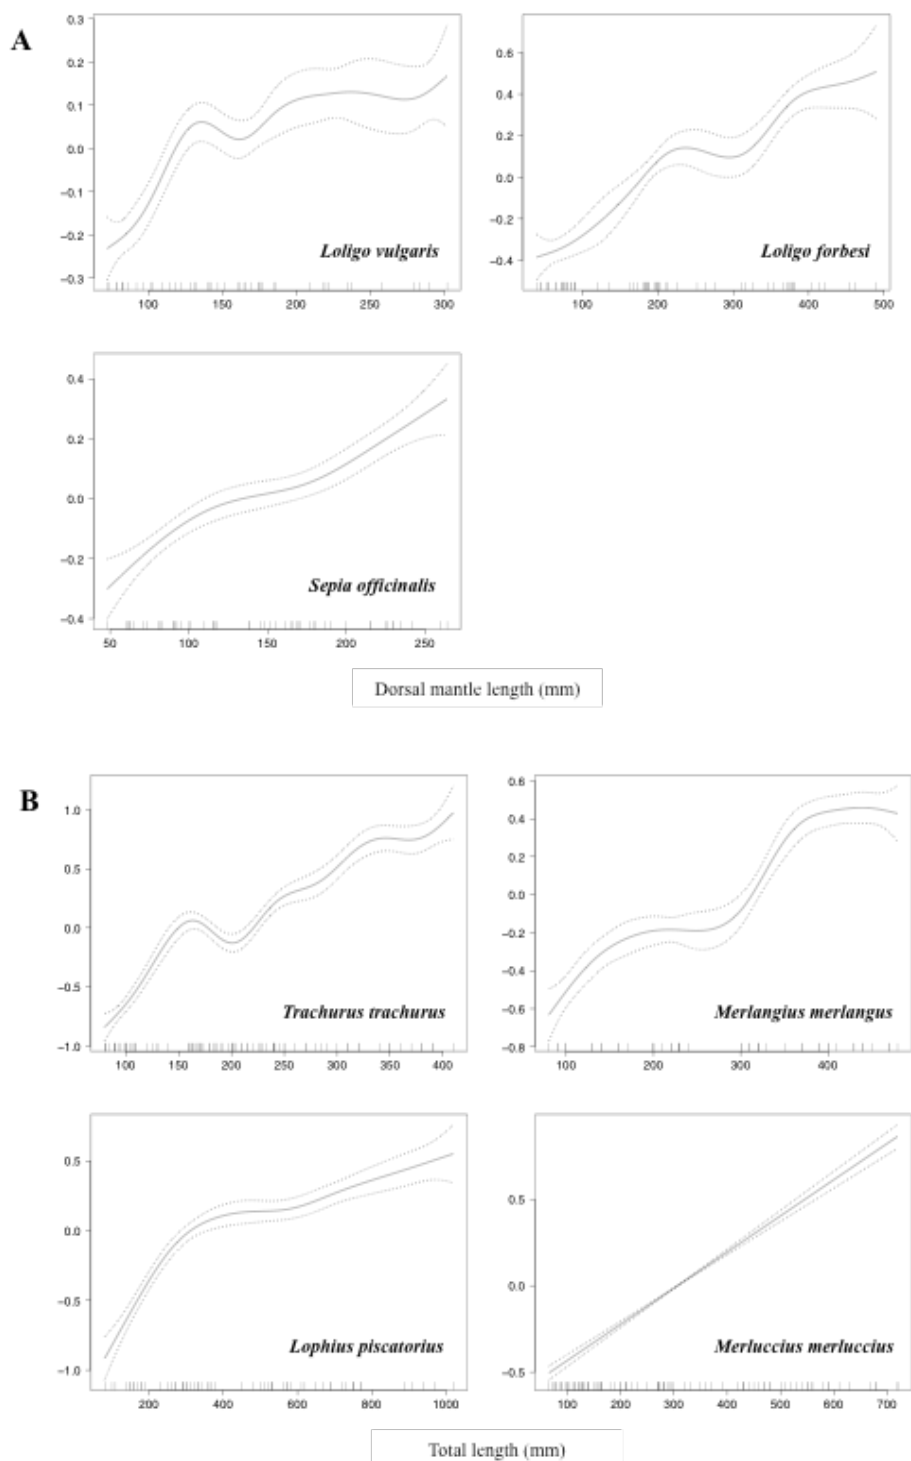 A
0.3
0.2
0.1
0.0
−0.1
−0.2
−0.3
100 150 200 250 300
Loligo vulgaris
0.6
0.4
0.2
0.0
−0.2
−0.4
100 200 300 400 500
Loligo forbesi
0.4
0.2
0.0
−0.2
−0.4
50 100 150 200 250
Sepia officinalis
Dorsal mantle length (mm)
B
1.0
0.5
0.0
−0.5
−1.0
100 150 200 250 300 350 400
Trachurus trachurus
0.6
0.4
0.2
0.0
−0.2
−0.4
−0.6
−0.8
100 200 300 400
Merlangius merlangus
0.5
0.0
−0.5
−1.0
200 400 600 800 1000
Lophius piscatorius
0.5
0.0
−0.5
100 200 300 400 500 600 700
Merluccius merluccius
Total length (mm)